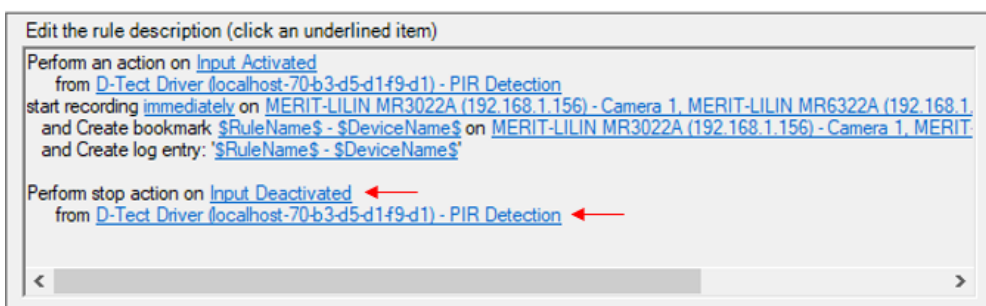 Edit the rule description (click an underlined item)
Perform an action on Input Activated
from D-Tect Driver (localhost-70-b3-d5-d1-f9-d1) - PIR Detection
start recording immediately on MERIT-LILIN MR3022A (192.168.1.156) - Camera 1, MERIT-LILIN MR6322A (192.168.1.
and Create bookmark $RuleName$ - $DeviceName$ on MERIT-LILIN MR3022A (192.168.1.156) - Camera 1, MERIT-
and Create log entry: '$RuleName$ - $DeviceName$'
Perform stop action on Input Deactivated
from D-Tect Driver (localhost-70-b3-d5-d1-f9-d1) - PIR Detection